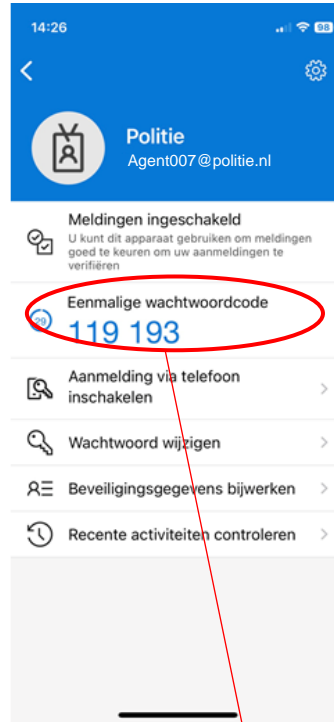 14:26
98
Politie
Agent007@politie.nl
Meldingen ingeschakeld
U kunt dit apparaat gebruiken om meldingen
goed te keuren om uw aanmeldingen te
verifiëren
Eenmalige wachtwoordcode
29
119 193
Aanmelding via telefoon
inschakelen
Wachtwoord wijzigen
Beveiligingsgegevens bijwerken
Recente activiteiten controleren